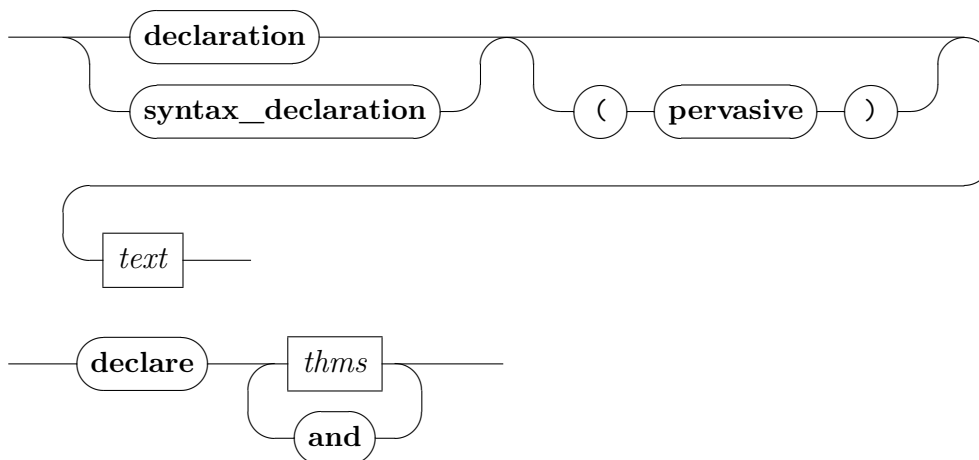 declaration
syntax_declaration ( pervasive )
text
declare thms
and